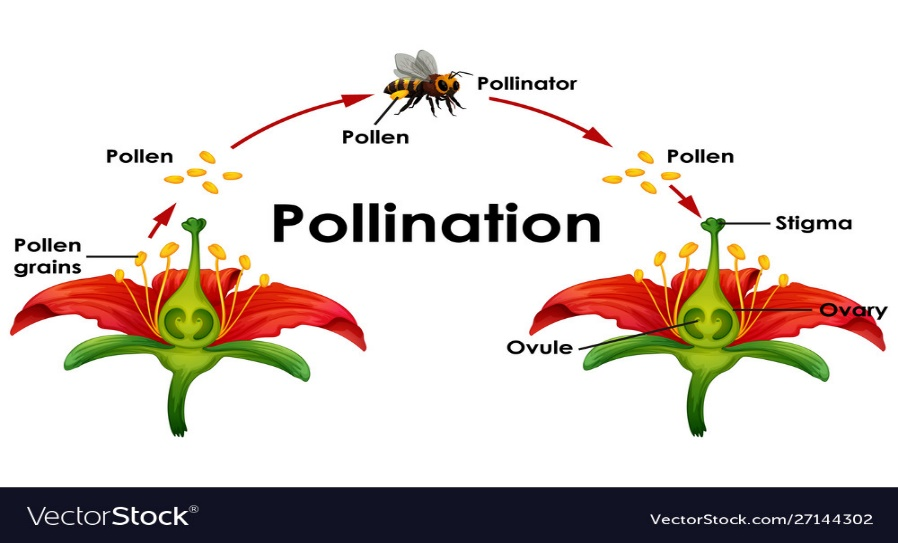 Pollinator
Pollen
Pollen
Pollen
Pollination
Pollen
grains
Stigma
Ovary
Ovule
VectorStock®
VectorStock.com/27144302